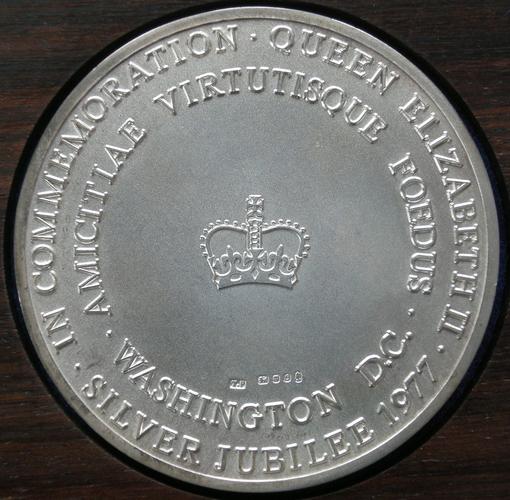 IN COMMEMORATION · QUEEN ELIZABETH II ·
SILVER JUBILEE 1977 ·
AMICITIAE VIRTUTISQUE FOEDUS ·
WASHINGTON D.C. ·